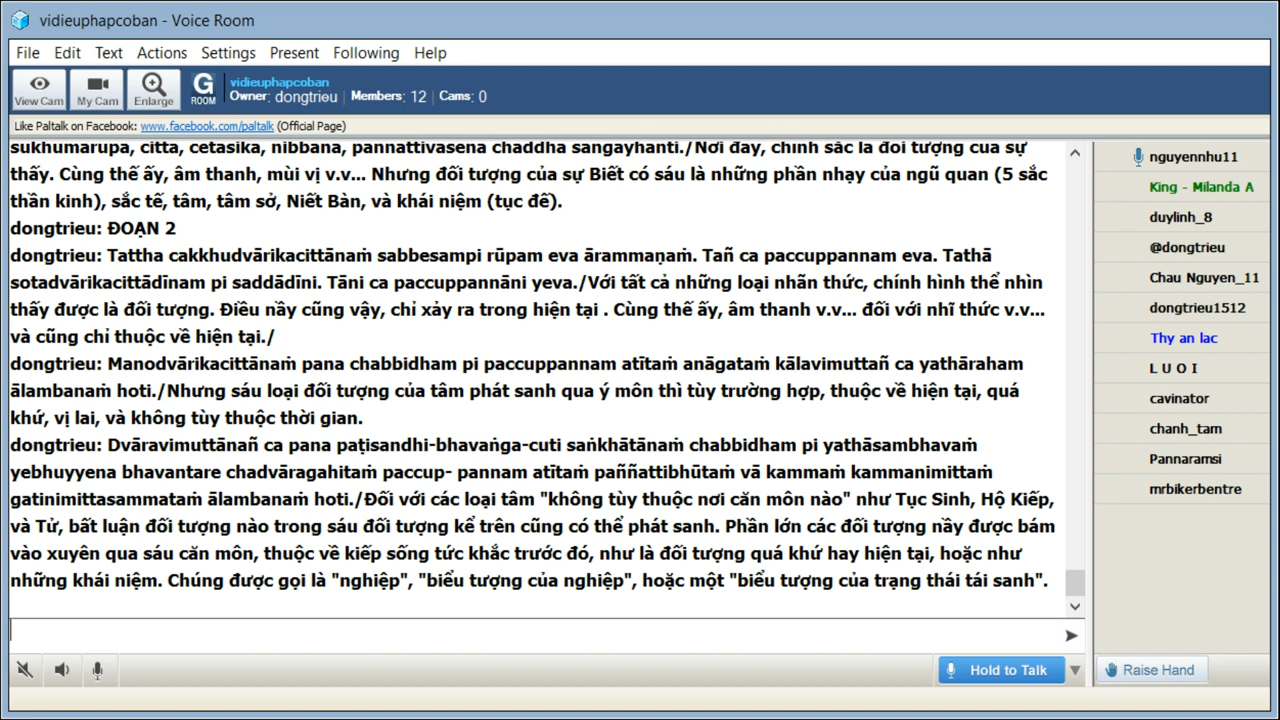 vidieuphapcoban - Voice Room
File Edit Text Actions Settings Present Following Help
View Cam My Cam Enlarge G ROOM
vidieuphapcoban
Owner: dongtrieu | Members: 12 | Cams: 0
Like Paltalk on Facebook: www.facebook.com/paltalk (Official Page)
sukhumarupa, citta, cetasika, nibbana, pannattivasena chaddha sangayhanti./Nơi đây, chính sắc là đối tượng của sự
thấy. Cùng thế ấy, âm thanh, mùi vị v.v... Nhưng đối tượng của sự Biết có sáu là những phần nhạy của ngũ quan (5 sắc
thần kinh), sắc tế, tâm, tâm sở, Niết Bàn, và khái niệm (tục đế).
dongtrieu: ĐOẠN 2
dongtrieu: Tattha cakkhudvārikacittānaṁ sabbesampi rūpam eva ārammaṇaṁ. Tañ ca paccuppannam eva. Tathā
sotadvārikacittādīnam pi saddādīni. Tāni ca paccuppannāni yeva./Với tất cả những loại nhãn thức, chính hình thể nhìn
thấy được là đối tượng. Điều nầy cũng vậy, chỉ xảy ra trong hiện tại . Cùng thế ấy, âm thanh v.v... đối với nhĩ thức v.v...
và cũng chỉ thuộc về hiện tại./
dongtrieu: Manodvārikacittānaṁ pana chabbidham pi paccuppannam atītaṁ anāgataṁ kālavimuttañ ca yathāraham
ālambanaṁ hoti./Nhưng sáu loại đối tượng của tâm phát sanh qua ý môn thì tùy trường hợp, thuộc về hiện tại, quá
khứ, vị lai, và không tùy thuộc thời gian.
dongtrieu: Dvāravimuttānañ ca pana paṭisandhi-bhavaṅga-cuti saṅkhātānaṁ chabbidham pi yathāsambhavaṁ
yebhuyyena bhavantare chadvāragahitaṁ paccup- pannam atītaṁ paññattibhūtaṁ vā kammaṁ kammanimittaṁ
gatinimittasammataṁ ālambanaṁ hoti./Đối với các loại tâm "không tùy thuộc nơi căn môn nào" như Tục Sinh, Hộ Kiếp,
và Tử, bất luận đối tượng nào trong sáu đối tượng kể trên cũng có thể phát sanh. Phần lớn các đối tượng nầy được bám
vào xuyên qua sáu căn môn, thuộc về kiếp sống tức khắc trước đó, như là đối tượng quá khứ hay hiện tại, hoặc như
những khái niệm. Chúng được gọi là "nghiệp", "biểu tượng của nghiệp", hoặc một "biểu tượng của trạng thái tái sanh".
nguyennhu11
King - Milanda A
duylinh_8
@dongtrieu
Chau Nguyen_11
dongtrieu1512
Thy an lac
L U O I
cavinator
chanh_tam
Pannaramsi
mrbikerbentre
Hold to Talk
Raise Hand